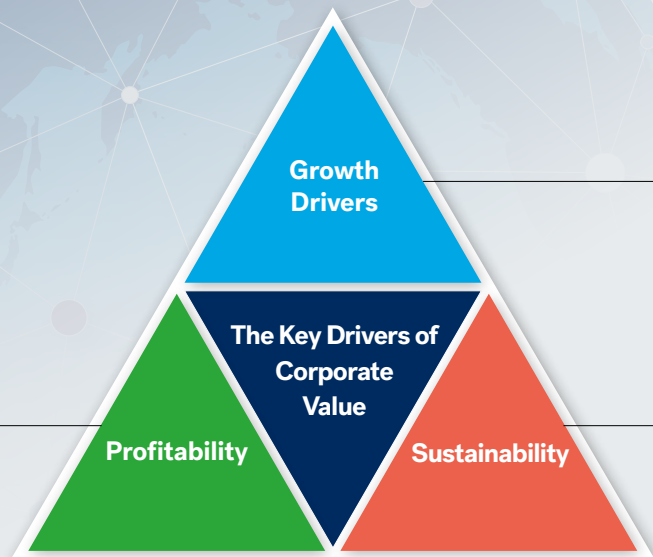 Growth
Drivers
The Key Drivers of
Corporate
Value
Profitability
Sustainability